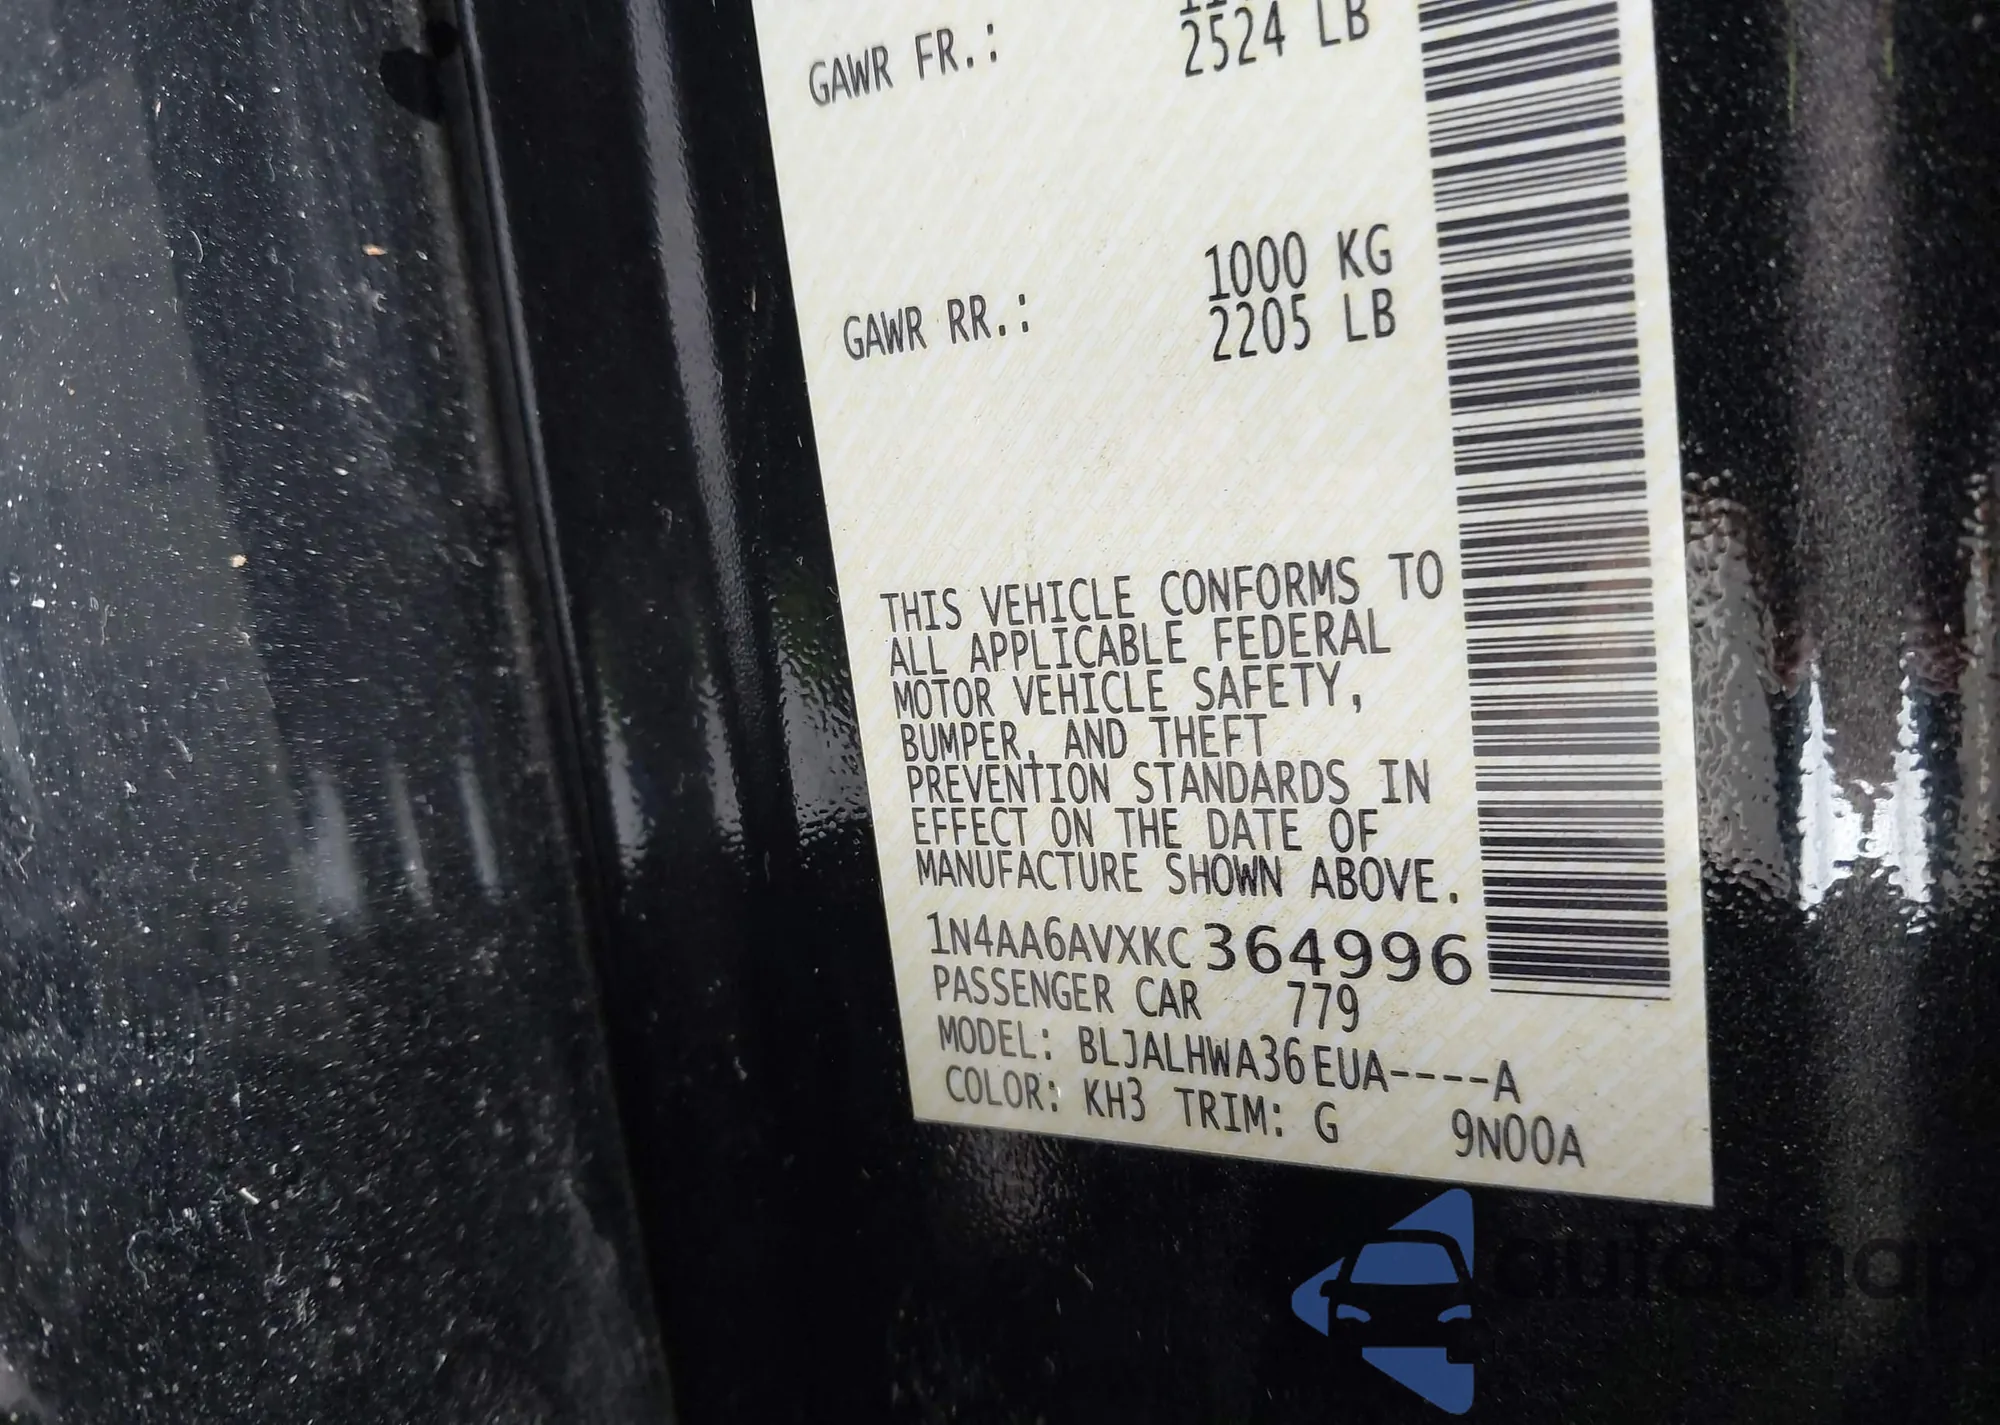 GAWR FR.:
2524 LB
1000 KG
GAWR RR.:
2205 LB
THIS VEHICLE CONFORMS TO
ALL APPLICABLE FEDERAL
MOTOR VEHICLE SAFETY,
BUMPER, AND THEFT
PREVENTION STANDARDS IN
EFFECT ON THE DATE OF
MANUFACTURE SHOWN ABOVE.
1N4AA6AVXKC364996
PASSENGER CAR 779
MODEL: BLJALHWA36EUA----A
COLOR: KH3 TRIM: G 9N00A
autosnap